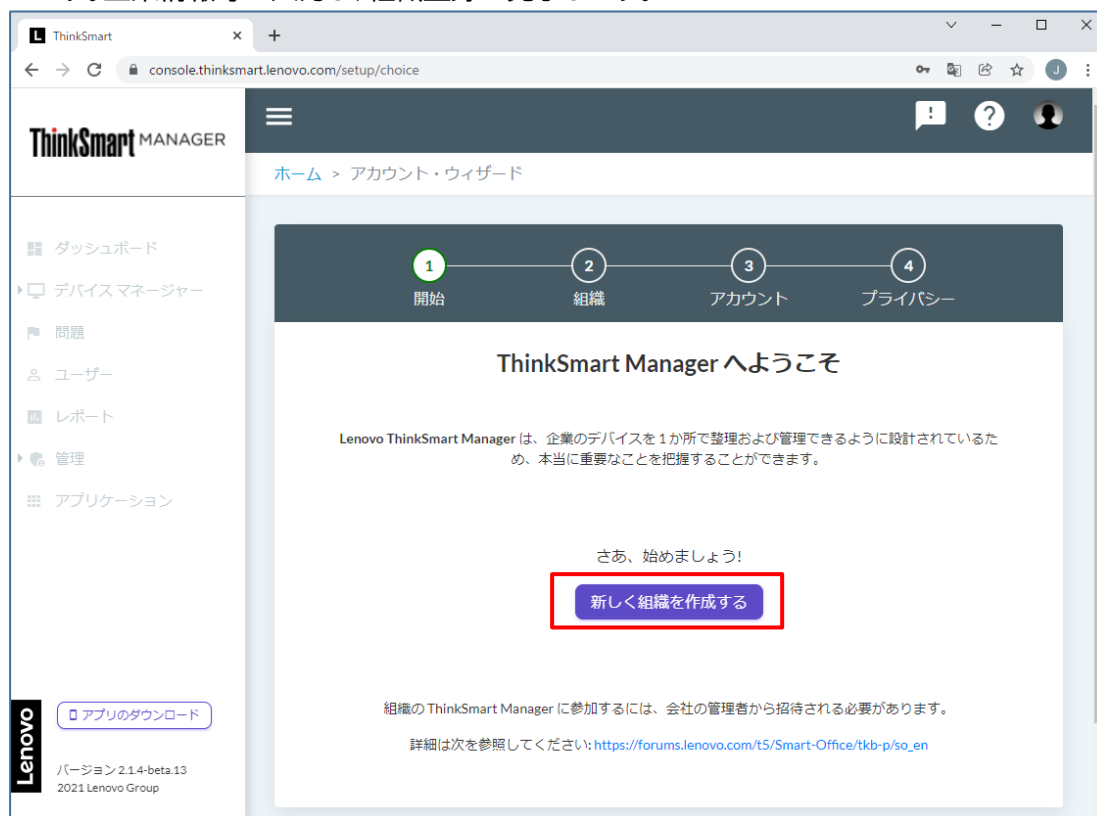 ThinkSmart
console.thinksmart.lenovo.com/setup/choice
J
ThinkSmart MANAGER
ホーム > アカウント・ウィザード
ダッシュボード
デバイス マネージャー
問題
ユーザー
レポート
管理
アプリケーション
1 2 3 4
開始 組織 アカウント プライバシー
ThinkSmart Manager へようこそ
Lenovo ThinkSmart Manager は、企業のデバイスを 1 か所で整理および管理できるように設計されているた
め、本当に重要なことを把握することができます。
さあ、始めましょう!
新しく組織を作成する
組織の ThinkSmart Manager に参加するには、会社の管理者から招待される必要があります。
詳細は次を参照してください: https://forums.lenovo.com/t5/Smart-Office/tkb-p/so_en
Lenovo
アプリのダウンロード
バージョン 2.1.4-beta.13
2021 Lenovo Group